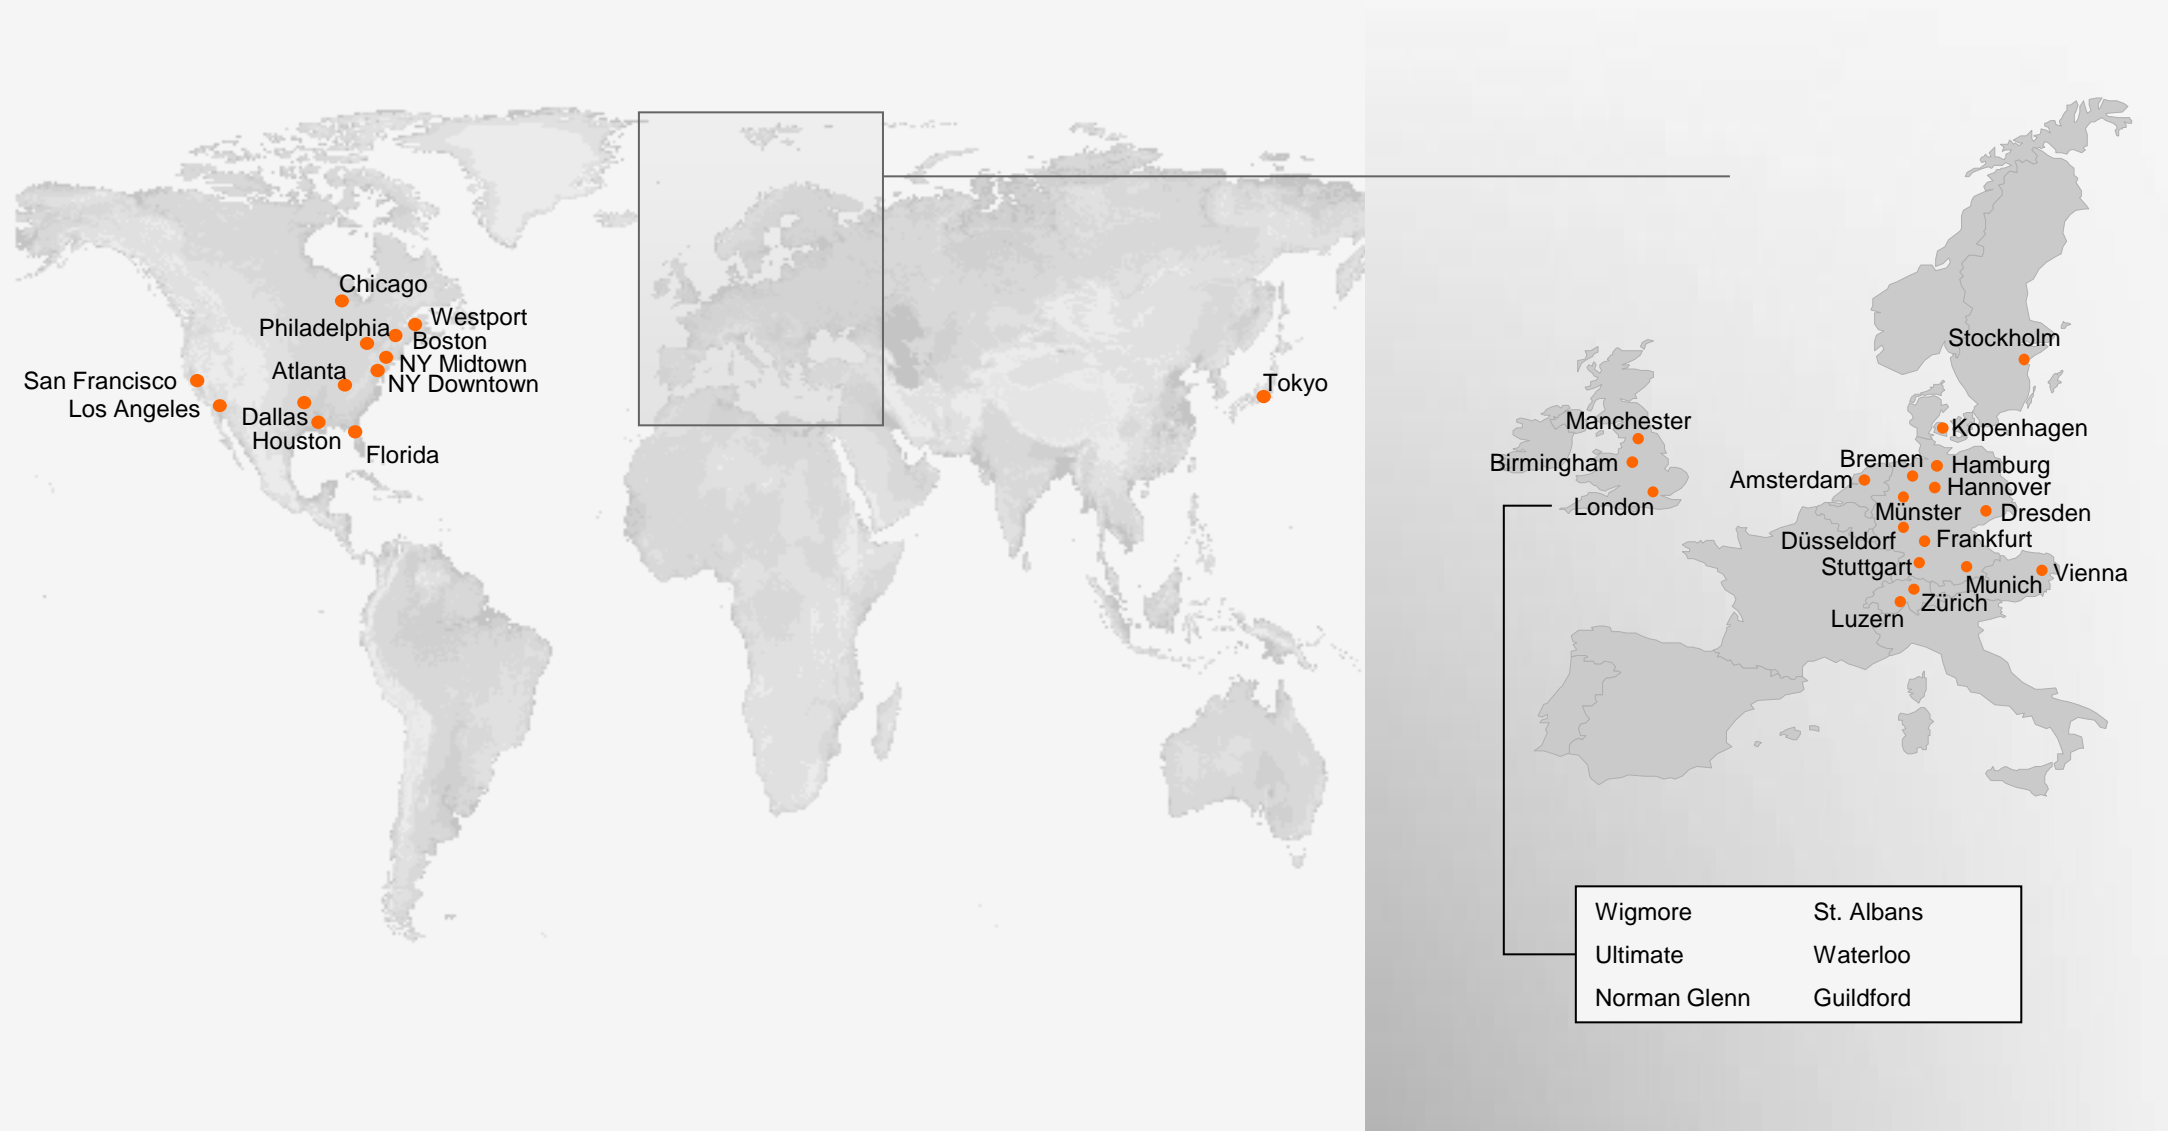 Chicago
Westport
Philadelphia
Boston
NY Midtown
Atlanta
NY Downtown
San Francisco
Los Angeles
Dallas
Houston
Florida
Tokyo
Stockholm
Manchester
Kopenhagen
Birmingham
Bremen
Hamburg
Amsterdam
Hannover
London
Münster
Dresden
Düsseldorf
Frankfurt
Stuttgart
Vienna
Munich
Zürich
Luzern
Wigmore St. Albans
Ultimate Waterloo
Norman Glenn Guildford